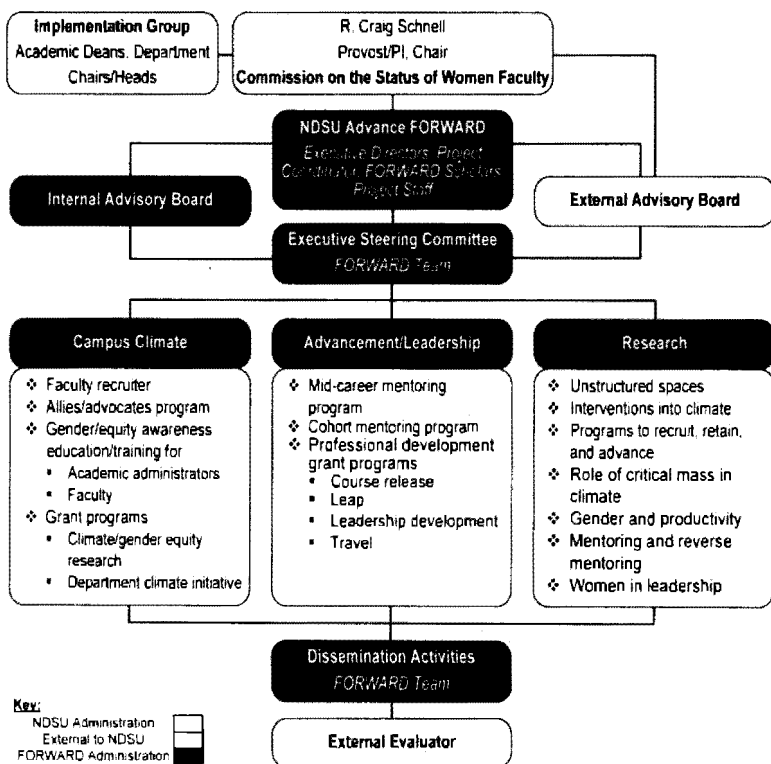 Implementation Group
Academic Deans, Department
Chairs/Heads
R. Craig Schnell
Provost/PI, Chair
Commission on the Status of Women Faculty
NDSU Advance FORWARD
Executive Directors, Project
Coordinator, FORWARD Scholars
Project Staff
Internal Advisory Board
External Advisory Board
Executive Steering Committee
FORWARD Team
Campus Climate
❖ Faculty recruiter
❖ Allies/advocates program
❖ Gender/equity awareness
education/training for
▪ Academic administrators
▪ Faculty
❖ Grant programs
▪ Climate/gender equity
research
▪ Department climate initiative
Advancement/Leadership
❖ Mid-career mentoring
program
❖ Cohort mentoring program
❖ Professional development
grant programs
▪ Course release
▪ Leap
▪ Leadership development
▪ Travel
Research
❖ Unstructured spaces
❖ Interventions into climate
❖ Programs to recruit, retain,
and advance
❖ Role of critical mass in
climate
❖ Gender and productivity
❖ Mentoring and reverse
mentoring
❖ Women in leadership
Dissemination Activities
FORWARD Team
External Evaluator
Key:
NDSU Administration
External to NDSU
FORWARD Administration